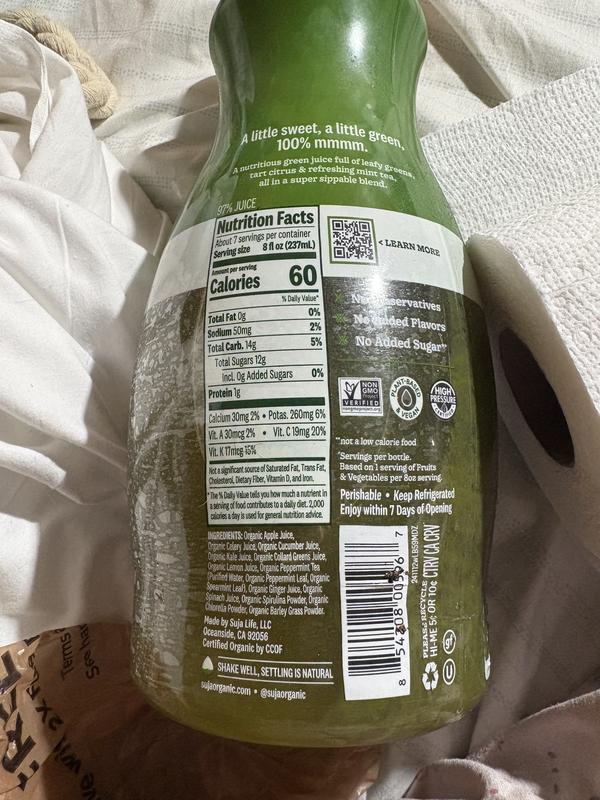 A little sweet, a little green,
100% mmmm.
A nutritious green juice full of leafy greens,
tart citrus & refreshing mint tea,
all in a super sippable blend.
97% JUICE
Nutrition Facts
About 7 servings per container
Serving size 8 fl oz (237mL)
Amount per serving
Calories 60
% Daily Value*
Total Fat 0g 0%
Sodium 50mg 2%
Total Carb. 14g 5%
Total Sugars 12g
Incl. 0g Added Sugars 0%
Protein 1g
Calcium 30mg 2% • Potas. 260mg 6%
Vit. A 30mcg 2% • Vit. C 19mg 20%
Vit. K 17mcg 15%
Not a significant source of Saturated Fat, Trans Fat,
Cholesterol, Dietary Fiber, Vitamin D, and Iron.
* The % Daily Value tells you how much a nutrient in
a serving of food contributes to a daily diet. 2,000
calories a day is used for general nutrition advice.
INGREDIENTS: Organic Apple Juice,
Organic Celery Juice, Organic Cucumber Juice,
Organic Kale Juice, Organic Collard Greens Juice,
Organic Lemon Juice, Organic Peppermint Tea
(Purified Water, Organic Peppermint Leaf, Organic
Spearmint Leaf), Organic Ginger Juice, Organic
Spinach Juice, Organic Spirulina Powder, Organic
Chlorella Powder, Organic Barley Grass Powder.
Made by Suja Life, LLC
Oceanside, CA 92056
Certified Organic by CCOF
SHAKE WELL, SETTLING IS NATURAL
sujaorganic.com • @sujaorganic
< LEARN MORE
No Preservatives
No Added Flavors
No Added Sugar**
NON
GMO
Project
VERIFIED
nongmoproject.org
PLANT-BASED
& VEGAN
HIGH
PRESSURE
**not a low calorie food
Servings per bottle.
Based on 1 serving of Fruits
& Vegetables per 8oz serving.
Perishable • Keep Refrigerated
Enjoy within 7 Days of Opening
7
8 54208 00
PLEASE RECYCLE
HI-ME 5¢ OR 10¢ CTRV CA CRV
U